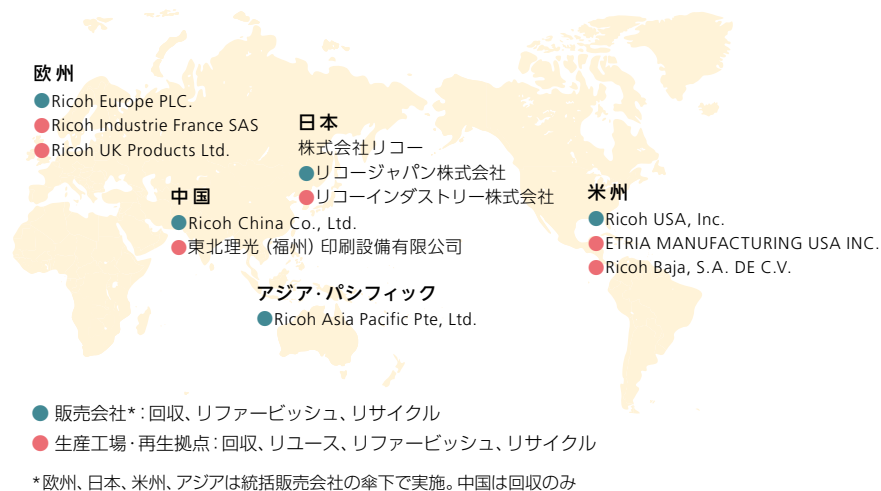 欧州
●Ricoh Europe PLC.
●Ricoh Industrie France SAS
●Ricoh UK Products Ltd.
日本
株式会社リコー
●リコージャパン株式会社
●リコーインダストリー株式会社
中国
●Ricoh China Co., Ltd.
●東北理光（福州）印刷設備有限公司
米州
●Ricoh USA, Inc.
●ETRIA MANUFACTURING USA INC.
●Ricoh Baja, S.A. DE C.V.
アジア・パシフィック
●Ricoh Asia Pacific Pte, Ltd.
● 販売会社*：回収、リファービッシュ、リサイクル
● 生産工場・再生拠点：回収、リユース、リファービッシュ、リサイクル
*欧州、日本、米州、アジアは統括販売会社の傘下で実施。中国は回収のみ